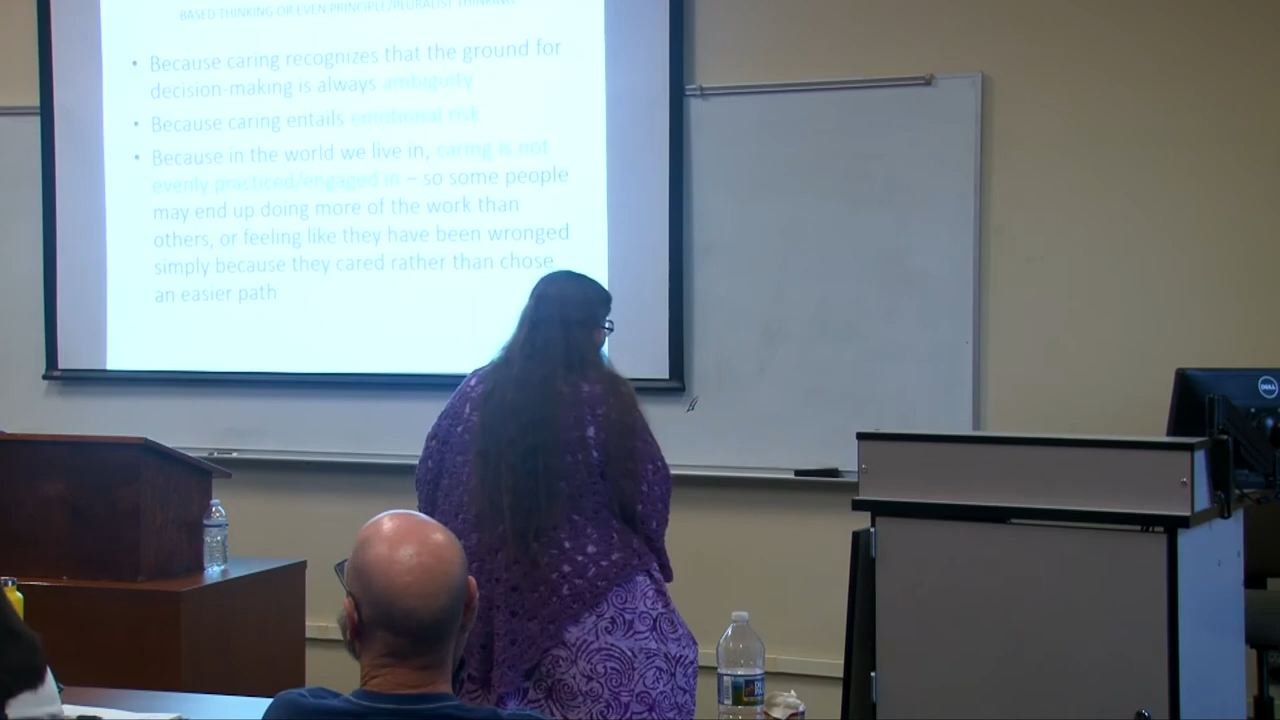 BASED THINKING OR EVEN PRINCIPLE/PLURALIST THINKING
• Because caring recognizes that the ground for
decision-making is always ambiguity
• Because caring entails emotional risk
• Because in the world we live in, caring is not
evenly practiced/engaged in – so some people
may end up doing more of the work than
others, or feeling like they have been wronged
simply because they cared rather than chose
an easier path
DELL